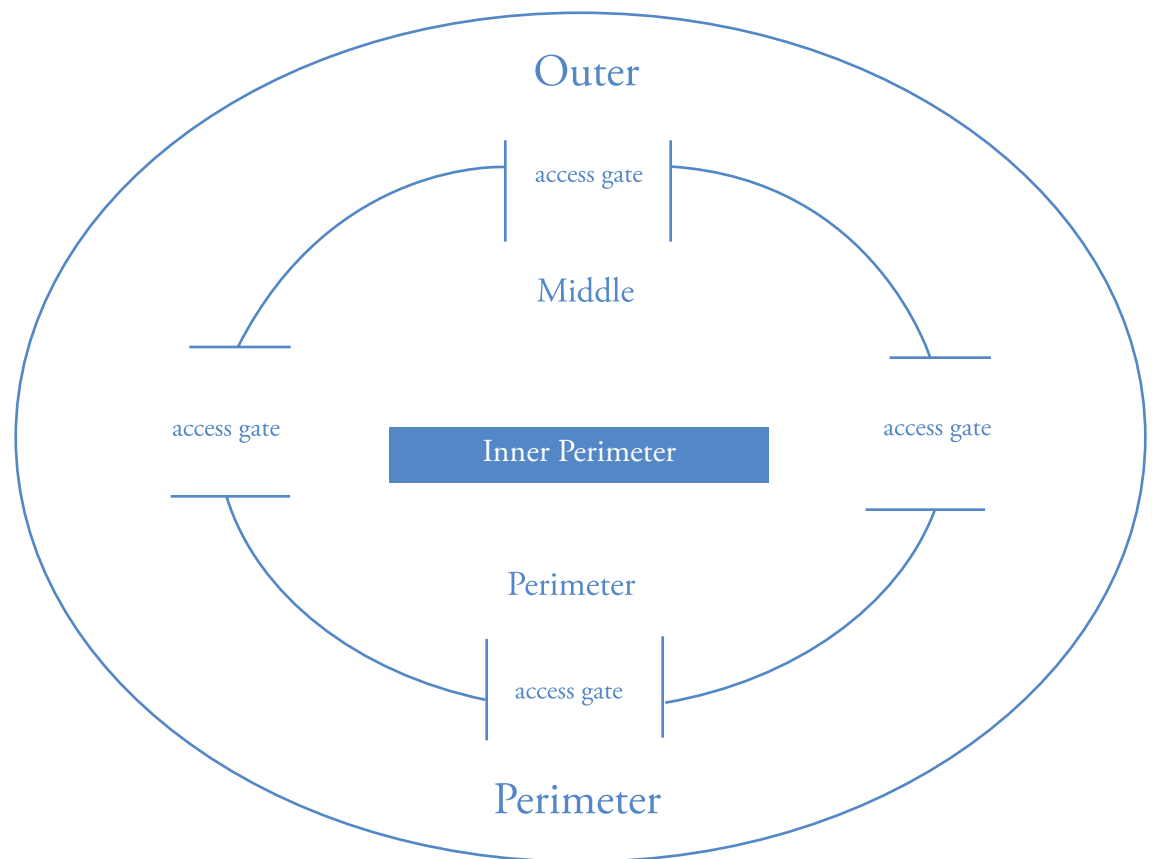 Outer
access gate
Middle
access gate
access gate
Inner Perimeter
Perimeter
access gate
Perimeter